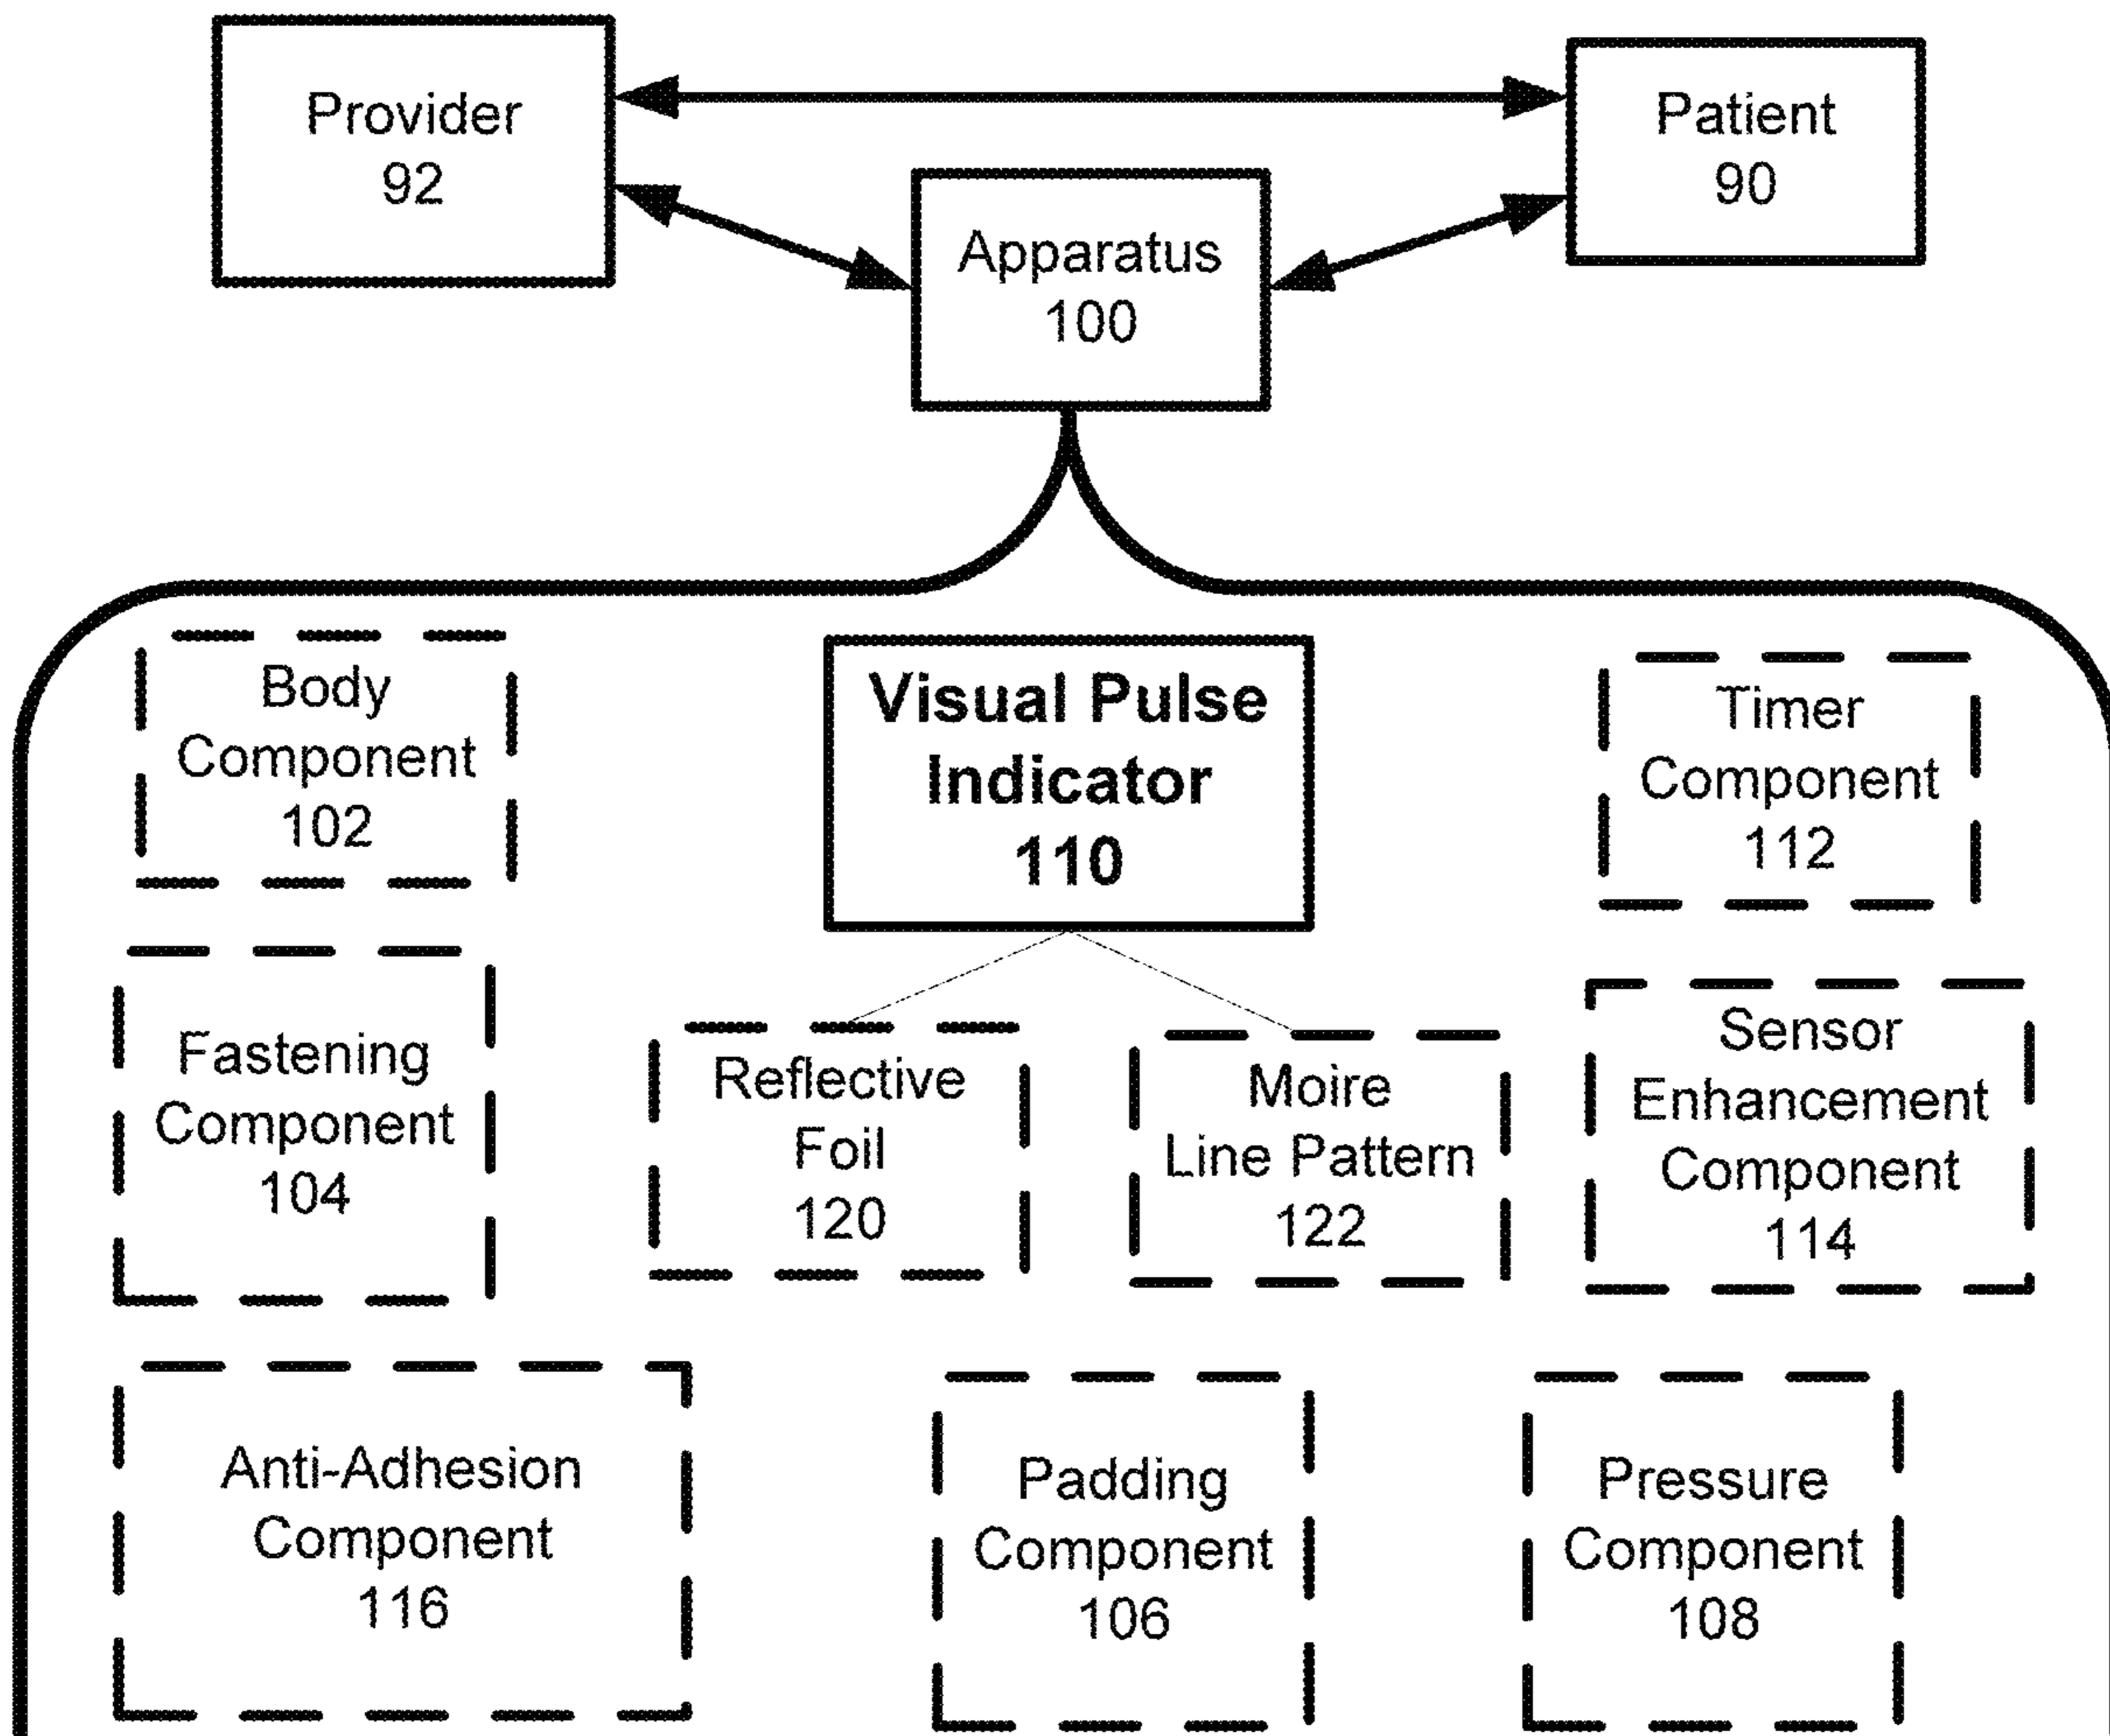 Provider
92
Patient
90
Apparatus
100
Body
Component
102
Visual Pulse
Indicator
110
Timer
Component
112
Fastening
Component
104
Reflective
Foil
120
Moire
Line Pattern
122
Sensor
Enhancement
Component
114
Anti-Adhesion
Component
116
Padding
Component
106
Pressure
Component
108